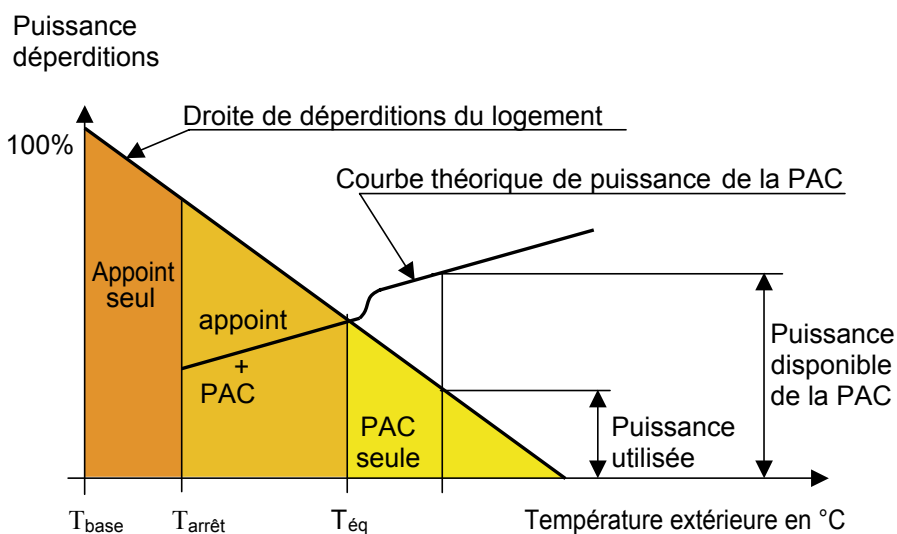 Puissance
déperditions
Droite de déperditions du logement
100%
Courbe théorique de puissance de la PAC
Appoint
seul
appoint
+
PAC
PAC
seule
Puissance
utilisée
Puissance
disponible
de la PAC
Tbase
Tarrêt
Téq
Température extérieure en °C